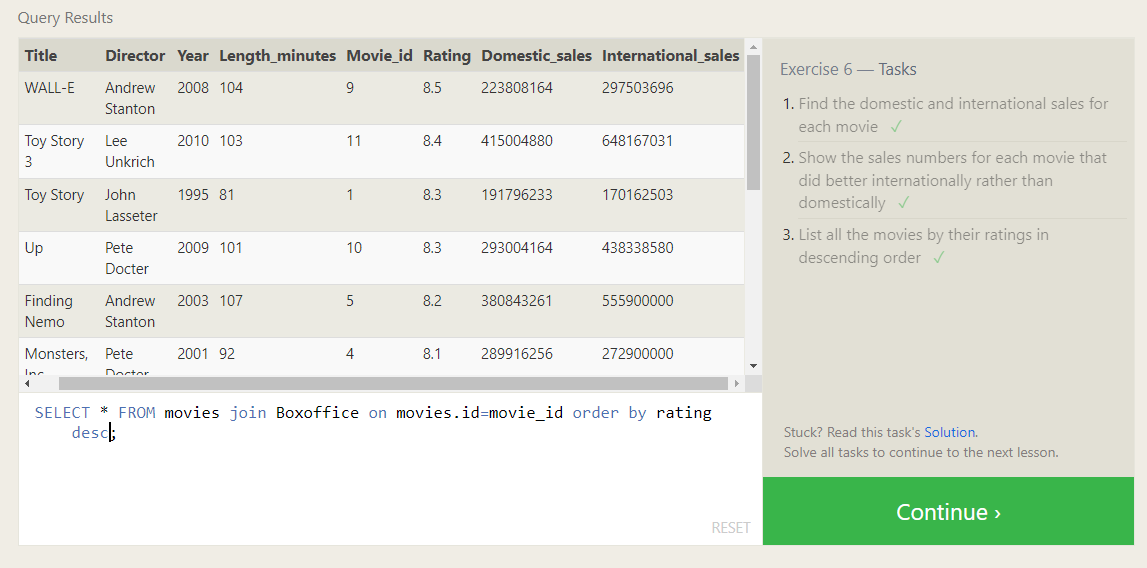 Query Results
Title Director Year Length_minutes Movie_id Rating Domestic_sales International_sales
WALL-E Andrew 2008 104 9 8.5 223808164 297503696
Stanton
Toy Story Lee 2010 103 11 8.4 415004880 648167031
3 Unkrich
Toy Story John 1995 81 1 8.3 191796233 170162503
Lasseter
Up Pete 2009 101 10 8.3 293004164 438338580
Docter
Finding Andrew 2003 107 5 8.2 380843261 555900000
Nemo Stanton
Monsters, Pete 2001 92 4 8.1 289916256 272900000
Inc. Docter
SELECT * FROM movies join Boxoffice on movies.id=movie_id order by rating
desc;
RESET
Exercise 6 — Tasks
1. Find the domestic and international sales for
each movie ✓
2. Show the sales numbers for each movie that
did better internationally rather than
domestically ✓
3. List all the movies by their ratings in
descending order ✓
Stuck? Read this task's Solution.
Solve all tasks to continue to the next lesson.
Continue ›